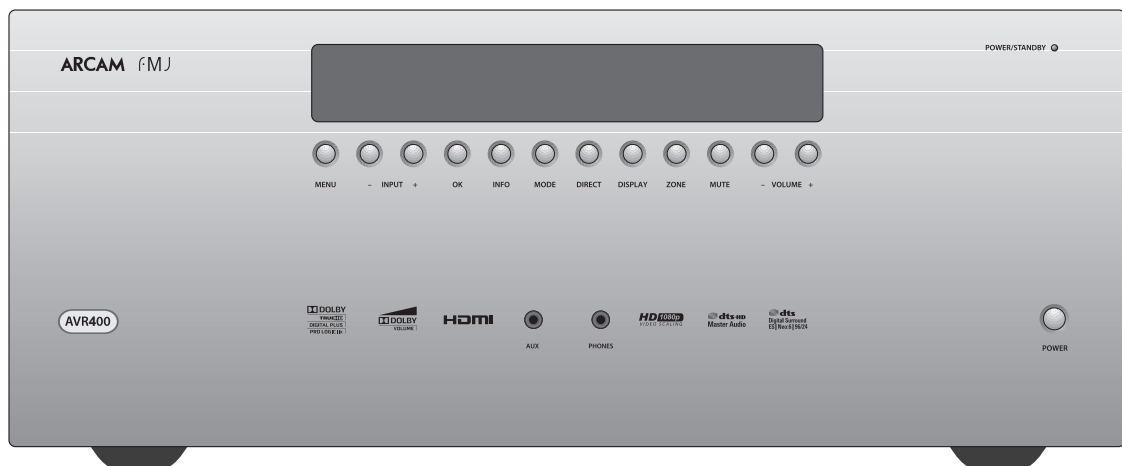 ARCAM FMJ
POWER/STANDBY
MENU
– INPUT +
OK
INFO
MODE
DIRECT
DISPLAY
ZONE
MUTE
– VOLUME +
AVR400
DOLBY
TRUEHD
DIGITAL PLUS
PRO LOGIC IIx
DOLBY
VOLUME
HDMI
AUX
PHONES
HD 1080p
VIDEO SCALING
dts-HD
Master Audio
dts
Digital Surround
ES | Neo:6 | 96/24
POWER